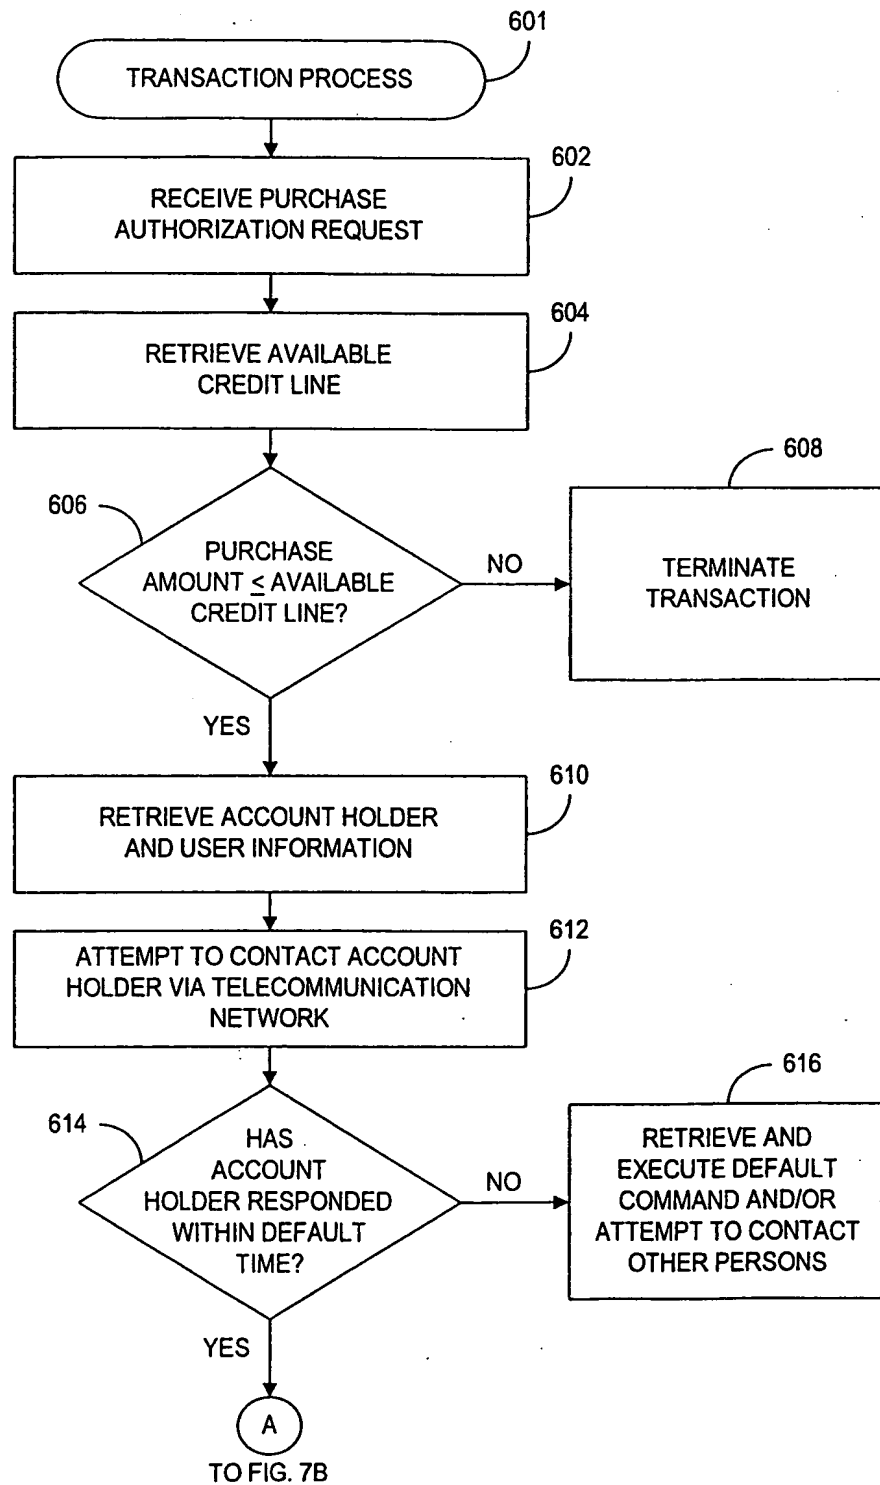 601
TRANSACTION PROCESS
602
RECEIVE PURCHASE
AUTHORIZATION REQUEST
604
RETRIEVE AVAILABLE
CREDIT LINE
606
PURCHASE
AMOUNT ≤ AVAILABLE
CREDIT LINE?
NO
608
TERMINATE
TRANSACTION
YES
610
RETRIEVE ACCOUNT HOLDER
AND USER INFORMATION
612
ATTEMPT TO CONTACT ACCOUNT
HOLDER VIA TELECOMMUNICATION
NETWORK
614
HAS
ACCOUNT
HOLDER RESPONDED
WITHIN DEFAULT
TIME?
NO
616
RETRIEVE AND
EXECUTE DEFAULT
COMMAND AND/OR
ATTEMPT TO CONTACT
OTHER PERSONS
YES
A
TO FIG. 7B